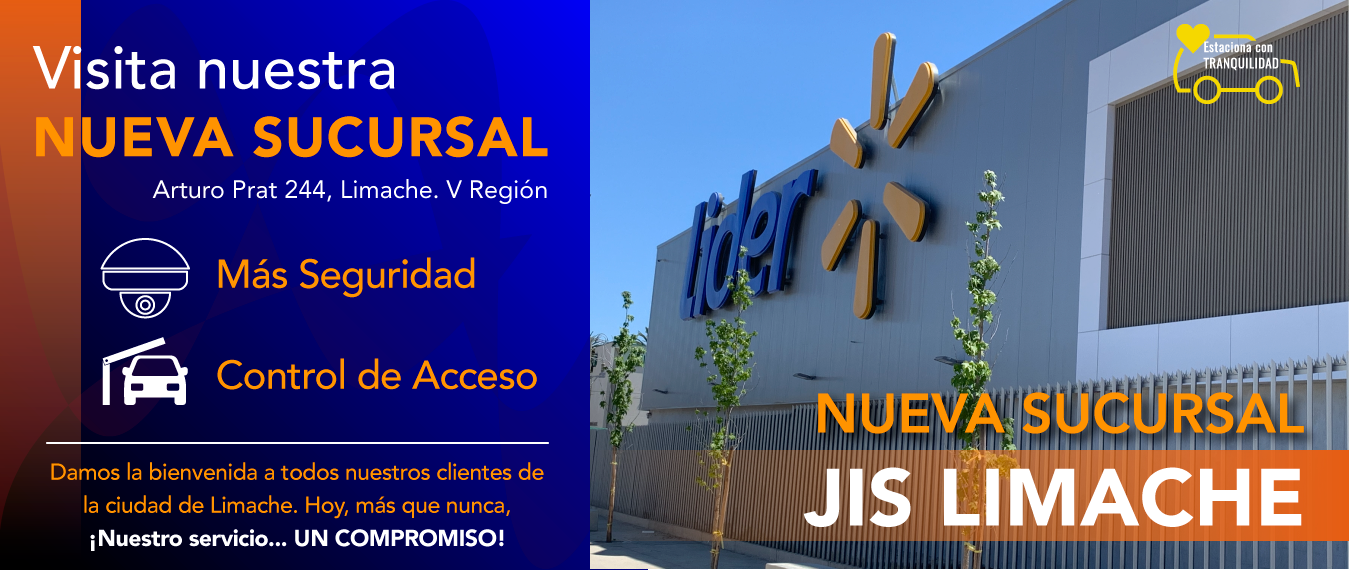 Visita nuestra
NUEVA SUCURSAL
Arturo Prat 244, Limache. V Región
Más Seguridad
Control de Acceso
Damos la bienvenida a todos nuestros clientes de
la ciudad de Limache. Hoy, más que nunca,
¡Nuestro servicio... UN COMPROMISO!
Estaciona con
TRANQUILIDAD
lider
NUEVA SUCURSAL
JIS LIMACHE